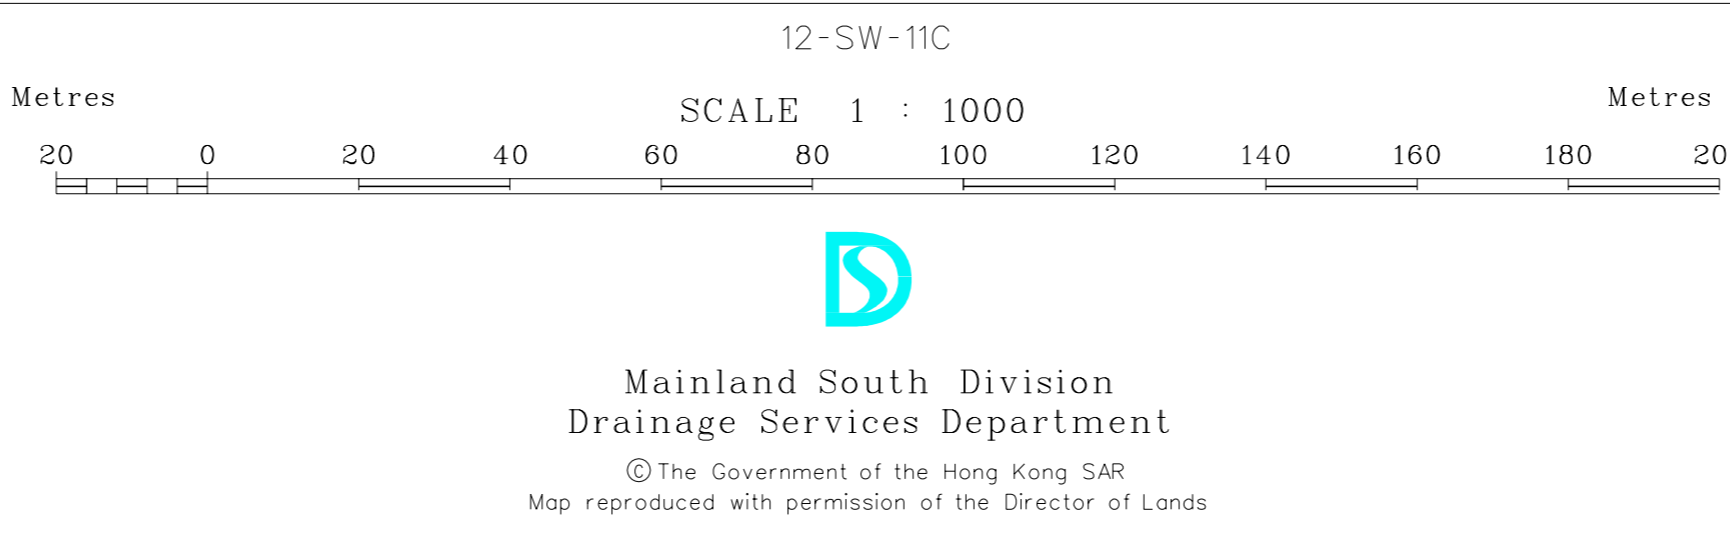 12-SW-11C
Metres Metres
SCALE 1 : 1000
20 0 20 40 60 80 100 120 140 160 180 20
Mainland South Division
Drainage Services Department
© The Government of the Hong Kong SAR
Map reproduced with permission of the Director of Lands